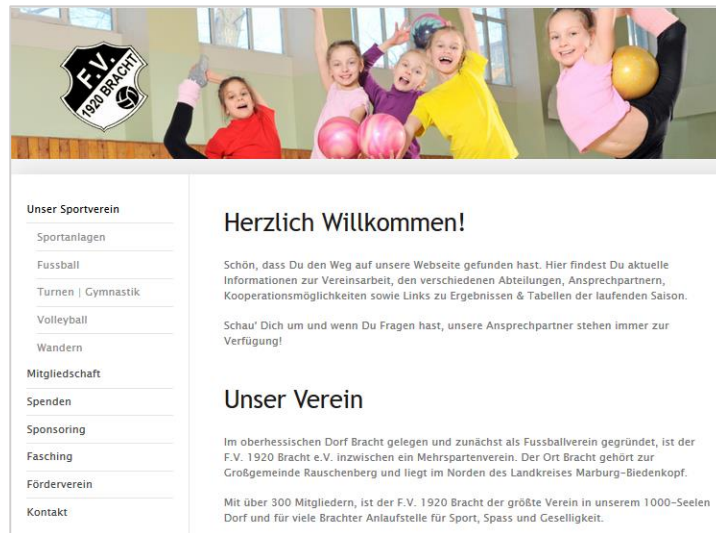 F.V.
1920 BRACHT
Unser Sportverein
Sportanlagen
Fussball
Turnen | Gymnastik
Volleyball
Wandern
Mitgliedschaft
Spenden
Sponsoring
Fasching
Förderverein
Kontakt
Herzlich Willkommen!
Schön, dass Du den Weg auf unsere Webseite gefunden hast. Hier findest Du aktuelle
Informationen zur Vereinsarbeit, den verschiedenen Abteilungen, Ansprechpartnern,
Kooperationsmöglichkeiten sowie Links zu Ergebnissen & Tabellen der laufenden Saison.
Schau' Dich um und wenn Du Fragen hast, unsere Ansprechpartner stehen immer zur
Verfügung!
Unser Verein
Im oberhessischen Dorf Bracht gelegen und zunächst als Fussballverein gegründet, ist der
F.V. 1920 Bracht e.V. inzwischen ein Mehrspartenverein. Der Ort Bracht gehört zur
Großgemeinde Rauschenberg und liegt im Norden des Landkreises Marburg-Biedenkopf.
Mit über 300 Mitgliedern, ist der F.V. 1920 Bracht der größte Verein in unserem 1000-Seelen
Dorf und für viele Brachter Anlaufstelle für Sport, Spass und Geselligkeit.